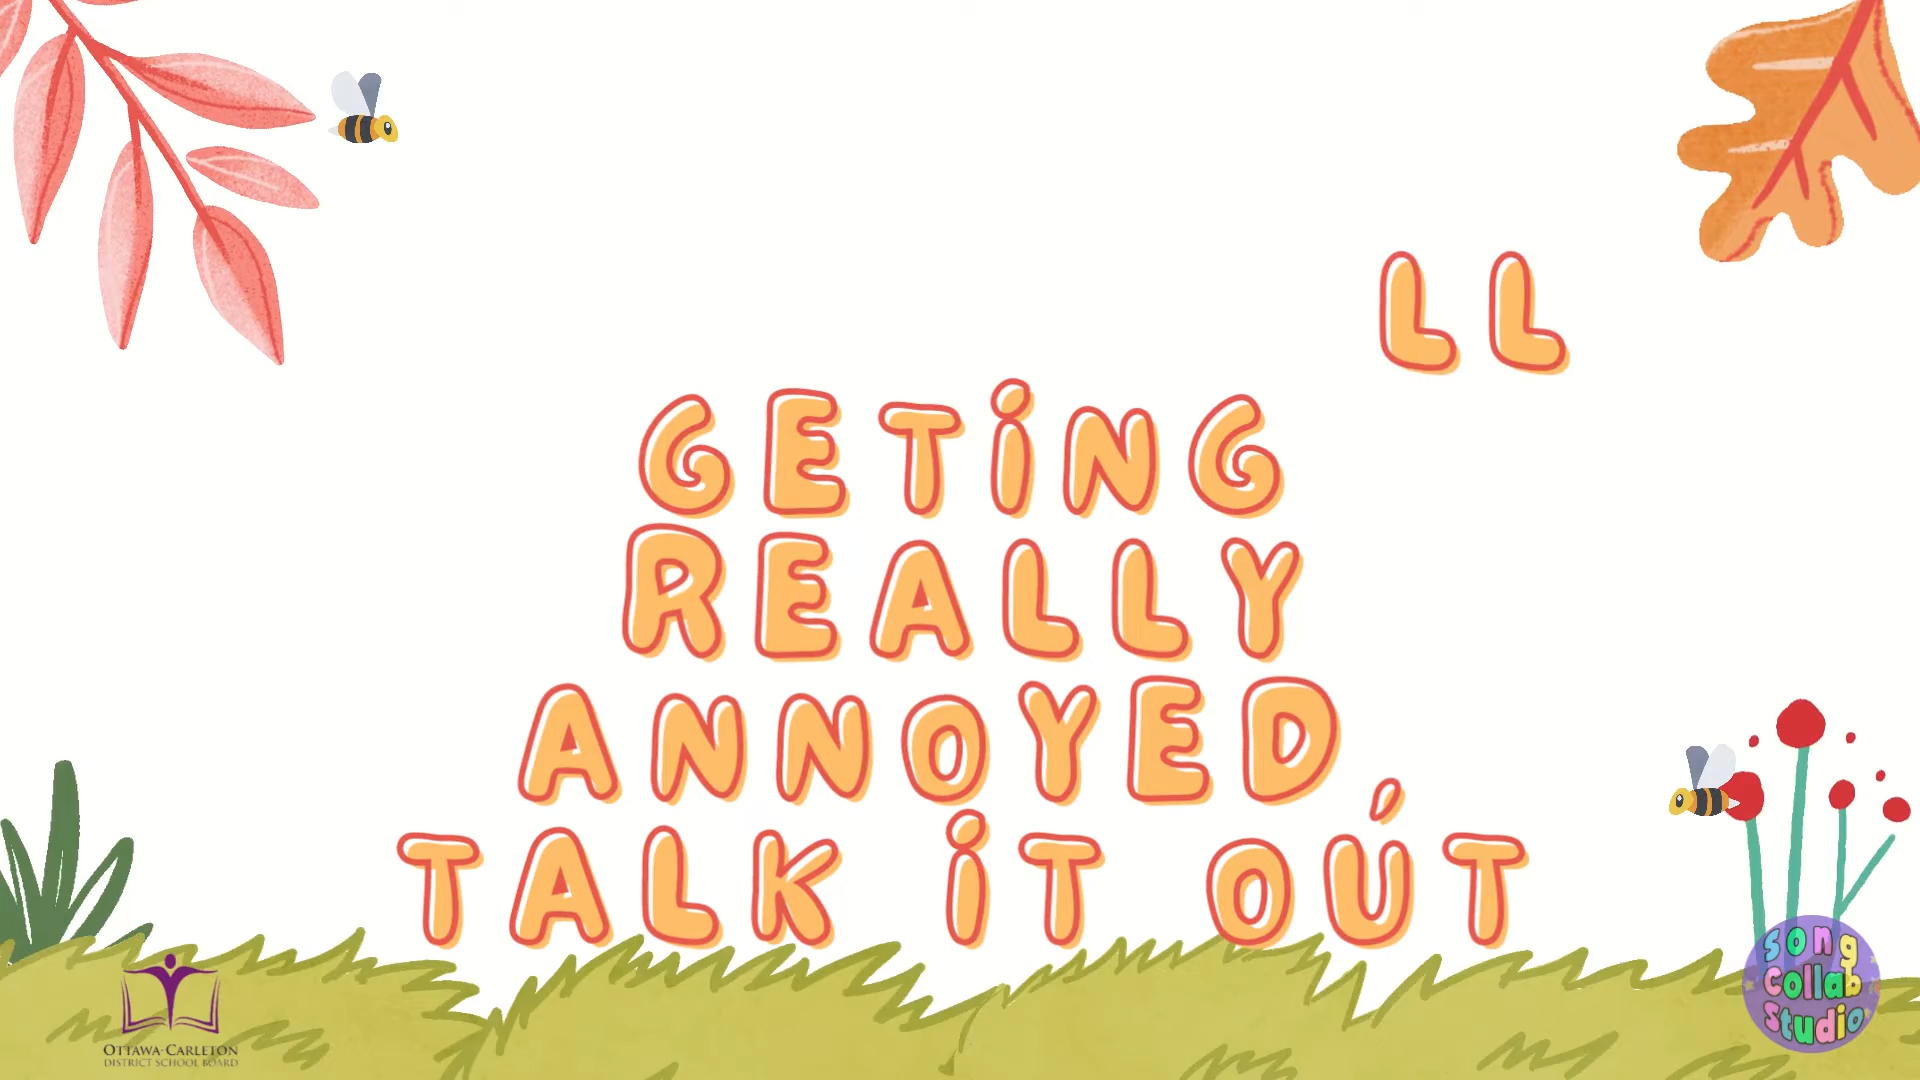 LL
GETING
REALLY
ANNOYED,
TALK IT OUT
song
collab
studio
OTTAWA-CARLETON
DISTRICT SCHOOL BOARD